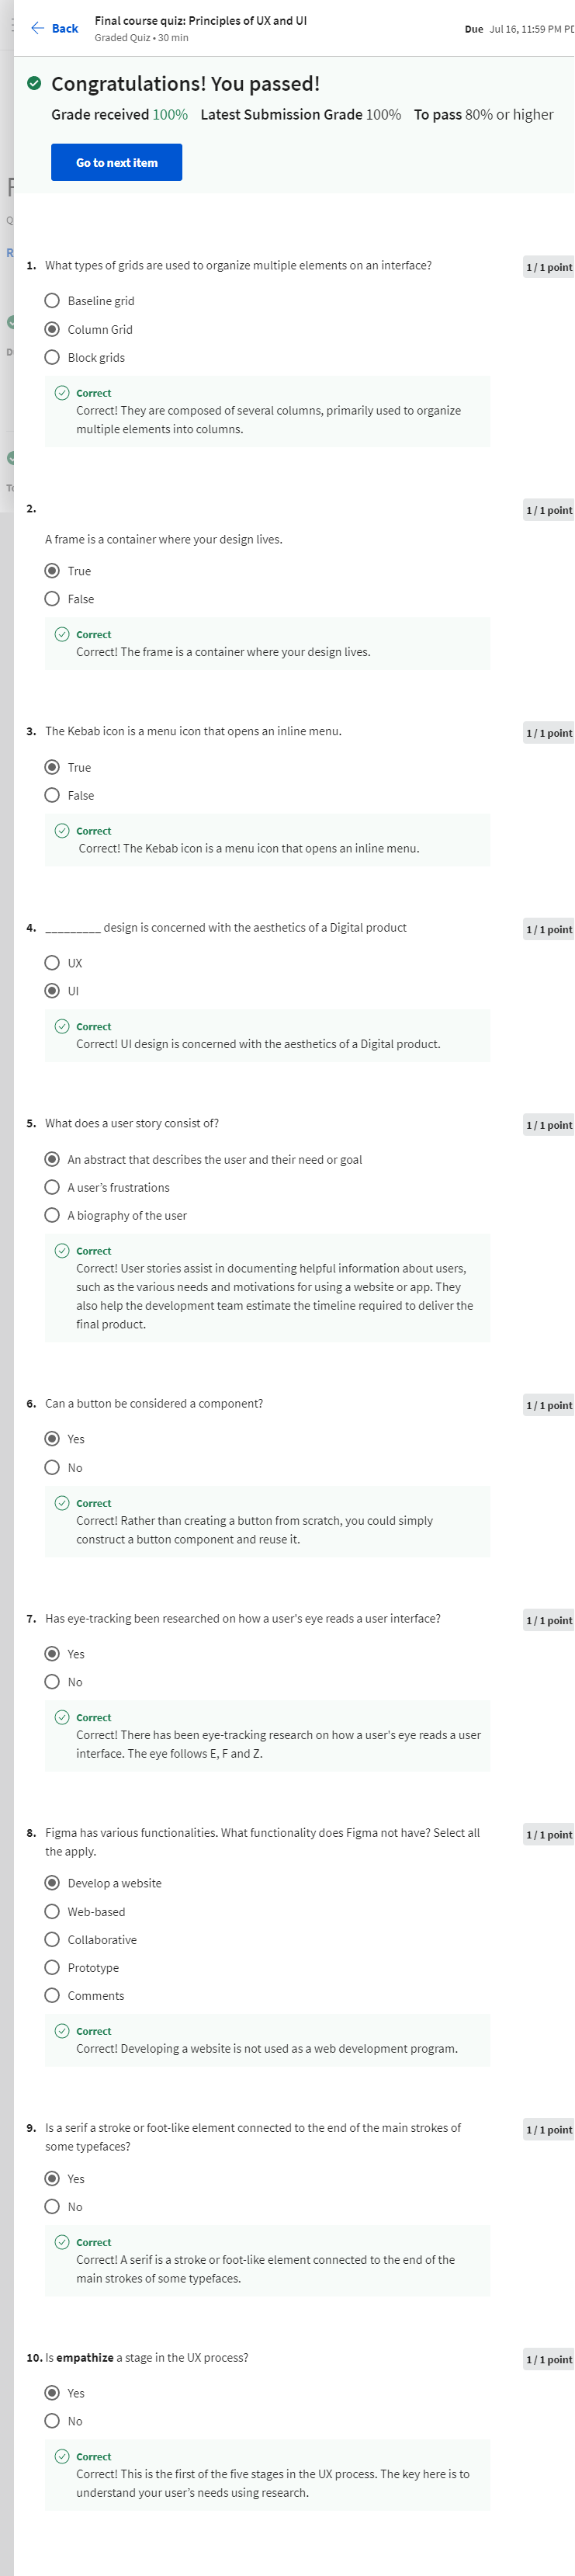 Back
Final course quiz: Principles of UX and UI
Graded Quiz • 30 min
Due Jul 16, 11:59 PM
Congratulations! You passed!
Grade received 100% Latest Submission Grade 100% To pass 80% or higher
Go to next item
1. What types of grids are used to organize multiple elements on an interface?
1 / 1 point
Baseline grid
Column Grid
Block grids
Correct
Correct! They are composed of several columns, primarily used to organize
multiple elements into columns.
2.
1 / 1 point
A frame is a container where your design lives.
True
False
Correct
Correct! The frame is a container where your design lives.
3. The Kebab icon is a menu icon that opens an inline menu.
1 / 1 point
True
False
Correct
Correct! The Kebab icon is a menu icon that opens an inline menu.
4. _________ design is concerned with the aesthetics of a Digital product
1 / 1 point
UX
UI
Correct
Correct! UI design is concerned with the aesthetics of a Digital product.
5. What does a user story consist of?
1 / 1 point
An abstract that describes the user and their need or goal
A user’s frustrations
A biography of the user
Correct
Correct! User stories assist in documenting helpful information about users,
such as the various needs and motivations for using a website or app. They
also help the development team estimate the timeline required to deliver the
final product.
6. Can a button be considered a component?
1 / 1 point
Yes
No
Correct
Correct! Rather than creating a button from scratch, you could simply
construct a button component and reuse it.
7. Has eye-tracking been researched on how a user's eye reads a user interface?
1 / 1 point
Yes
No
Correct
Correct! There has been eye-tracking research on how a user's eye reads a user
interface. The eye follows E, F and Z.
8. Figma has various functionalities. What functionality does Figma not have? Select all
the apply.
1 / 1 point
Develop a website
Web-based
Collaborative
Prototype
Comments
Correct
Correct! Developing a website is not used as a web development program.
9. Is a serif a stroke or foot-like element connected to the end of the main strokes of
some typefaces?
1 / 1 point
Yes
No
Correct
Correct! A serif is a stroke or foot-like element connected to the end of the
main strokes of some typefaces.
10. Is empathize a stage in the UX process?
1 / 1 point
Yes
No
Correct
Correct! This is the first of the five stages in the UX process. The key here is to
understand your user’s needs using research.